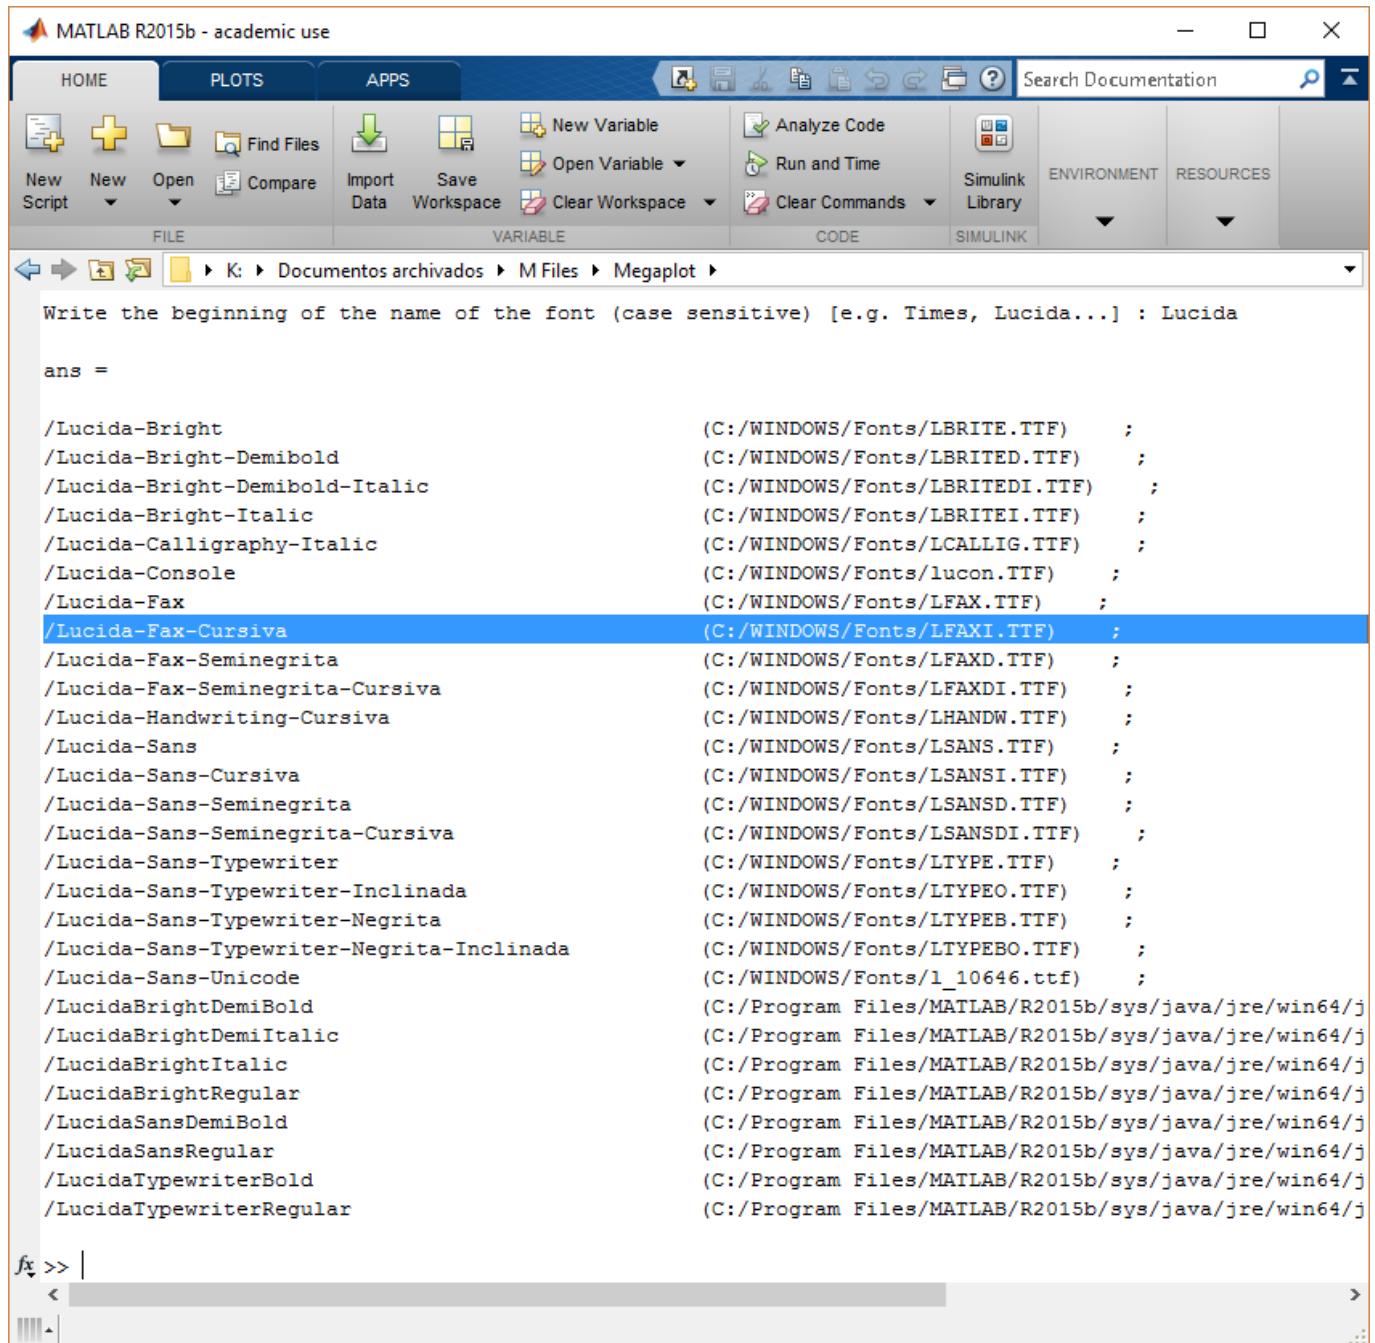 MATLAB R2015b - academic use
HOME PLOTS APPS Search Documentation
New Script New Open Find Files Compare Import Data Save Workspace New Variable Open Variable Clear Workspace Analyze Code Run and Time Clear Commands Simulink Library ENVIRONMENT RESOURCES
FILE VARIABLE CODE SIMULINK
K: Documentos archivados M Files Megaplot
Write the beginning of the name of the font (case sensitive) [e.g. Times, Lucida...] : Lucida
ans =
/Lucida-Bright (C:/WINDOWS/Fonts/LBRITE.TTF) ;
/Lucida-Bright-Demibold (C:/WINDOWS/Fonts/LBRITED.TTF) ;
/Lucida-Bright-Demibold-Italic (C:/WINDOWS/Fonts/LBRITEDI.TTF) ;
/Lucida-Bright-Italic (C:/WINDOWS/Fonts/LBRITEI.TTF) ;
/Lucida-Calligraphy-Italic (C:/WINDOWS/Fonts/LCALLIG.TTF) ;
/Lucida-Console (C:/WINDOWS/Fonts/lucon.TTF) ;
/Lucida-Fax (C:/WINDOWS/Fonts/LFAX.TTF) ;
/Lucida-Fax-Cursiva (C:/WINDOWS/Fonts/LFAXI.TTF) ;
/Lucida-Fax-Seminegrita (C:/WINDOWS/Fonts/LFAXD.TTF) ;
/Lucida-Fax-Seminegrita-Cursiva (C:/WINDOWS/Fonts/LFAXDI.TTF) ;
/Lucida-Handwriting-Cursiva (C:/WINDOWS/Fonts/LHANDW.TTF) ;
/Lucida-Sans (C:/WINDOWS/Fonts/LSANS.TTF) ;
/Lucida-Sans-Cursiva (C:/WINDOWS/Fonts/LSANSI.TTF) ;
/Lucida-Sans-Seminegrita (C:/WINDOWS/Fonts/LSANSD.TTF) ;
/Lucida-Sans-Seminegrita-Cursiva (C:/WINDOWS/Fonts/LSANSDI.TTF) ;
/Lucida-Sans-Typewriter (C:/WINDOWS/Fonts/LTYPE.TTF) ;
/Lucida-Sans-Typewriter-Inclinada (C:/WINDOWS/Fonts/LTYPEO.TTF) ;
/Lucida-Sans-Typewriter-Negrita (C:/WINDOWS/Fonts/LTYPEB.TTF) ;
/Lucida-Sans-Typewriter-Negrita-Inclinada (C:/WINDOWS/Fonts/LTYPEBO.TTF) ;
/Lucida-Sans-Unicode (C:/WINDOWS/Fonts/l_10646.ttf) ;
/LucidaBrightDemiBold (C:/Program Files/MATLAB/R2015b/sys/java/jre/win64/j
/LucidaBrightDemiItalic (C:/Program Files/MATLAB/R2015b/sys/java/jre/win64/j
/LucidaBrightItalic (C:/Program Files/MATLAB/R2015b/sys/java/jre/win64/j
/LucidaBrightRegular (C:/Program Files/MATLAB/R2015b/sys/java/jre/win64/j
/LucidaSansDemiBold (C:/Program Files/MATLAB/R2015b/sys/java/jre/win64/j
/LucidaSansRegular (C:/Program Files/MATLAB/R2015b/sys/java/jre/win64/j
/LucidaTypewriterBold (C:/Program Files/MATLAB/R2015b/sys/java/jre/win64/j
/LucidaTypewriterRegular (C:/Program Files/MATLAB/R2015b/sys/java/jre/win64/j
fx >>